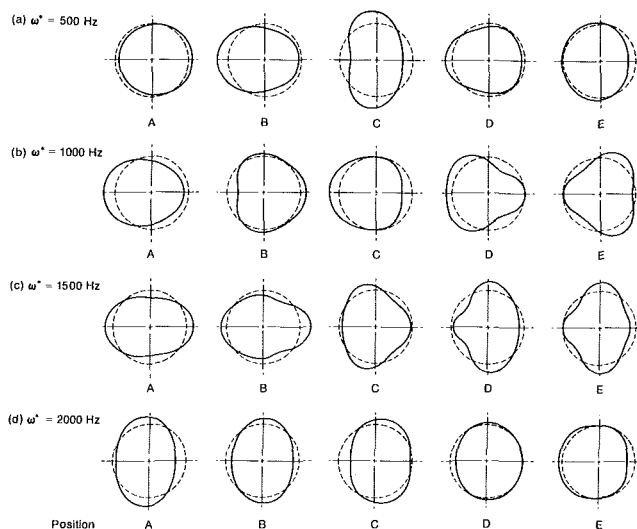 (a) ω* = 500 Hz
A B C D E
(b) ω* = 1000 Hz
A B C D E
(c) ω* = 1500 Hz
A B C D E
(d) ω* = 2000 Hz
Position A B C D E